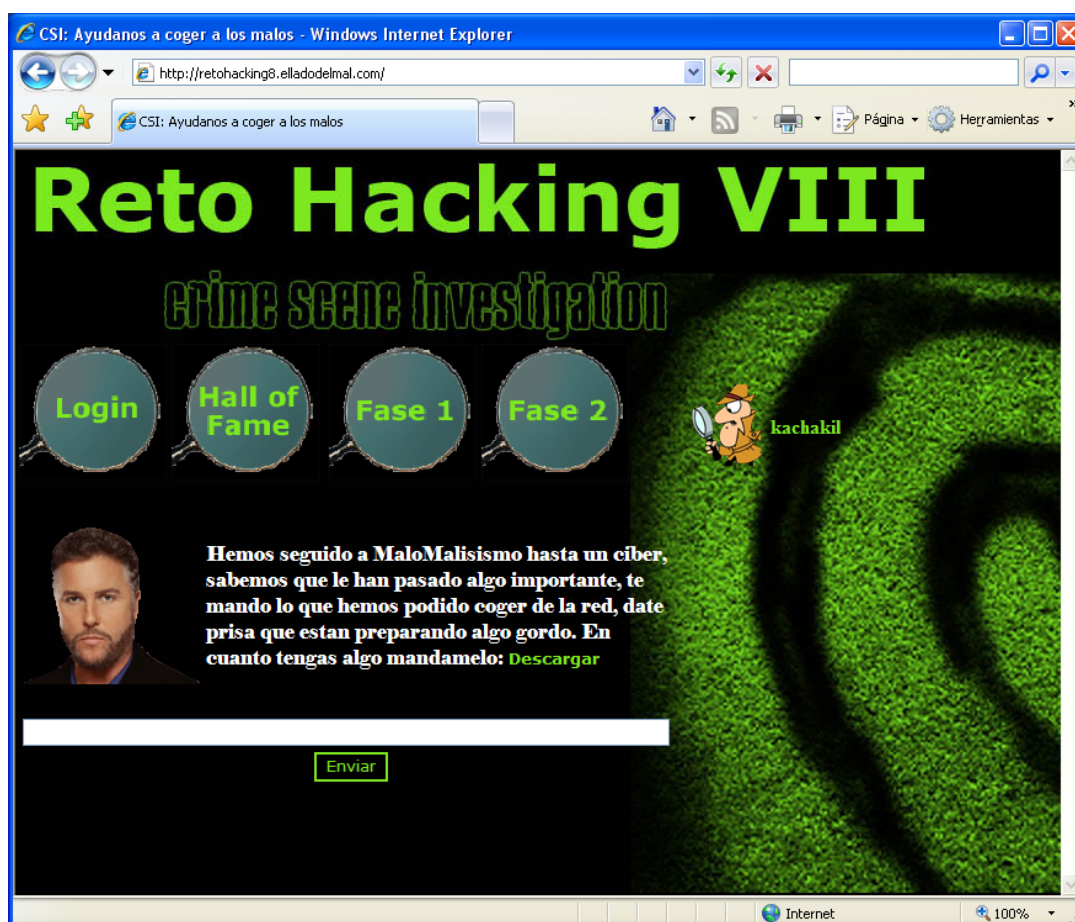 CSI: Ayudanos a coger a los malos - Windows Internet Explorer
http://retohacking8.elladodelmal.com/
CSI: Ayudanos a coger a los malos
Página
Herramientas
»
Reto Hacking VIII
crime scene investigation
Login
Hall of
Fame
Fase 1
Fase 2
kachakil
Hemos seguido a MaloMalisismo hasta un ciber,
sabemos que le han pasado algo importante, te
mando lo que hemos podido coger de la red, date
prisa que estan preparando algo gordo. En
cuanto tengas algo mandamelo: Descargar
Enviar
Internet
100%